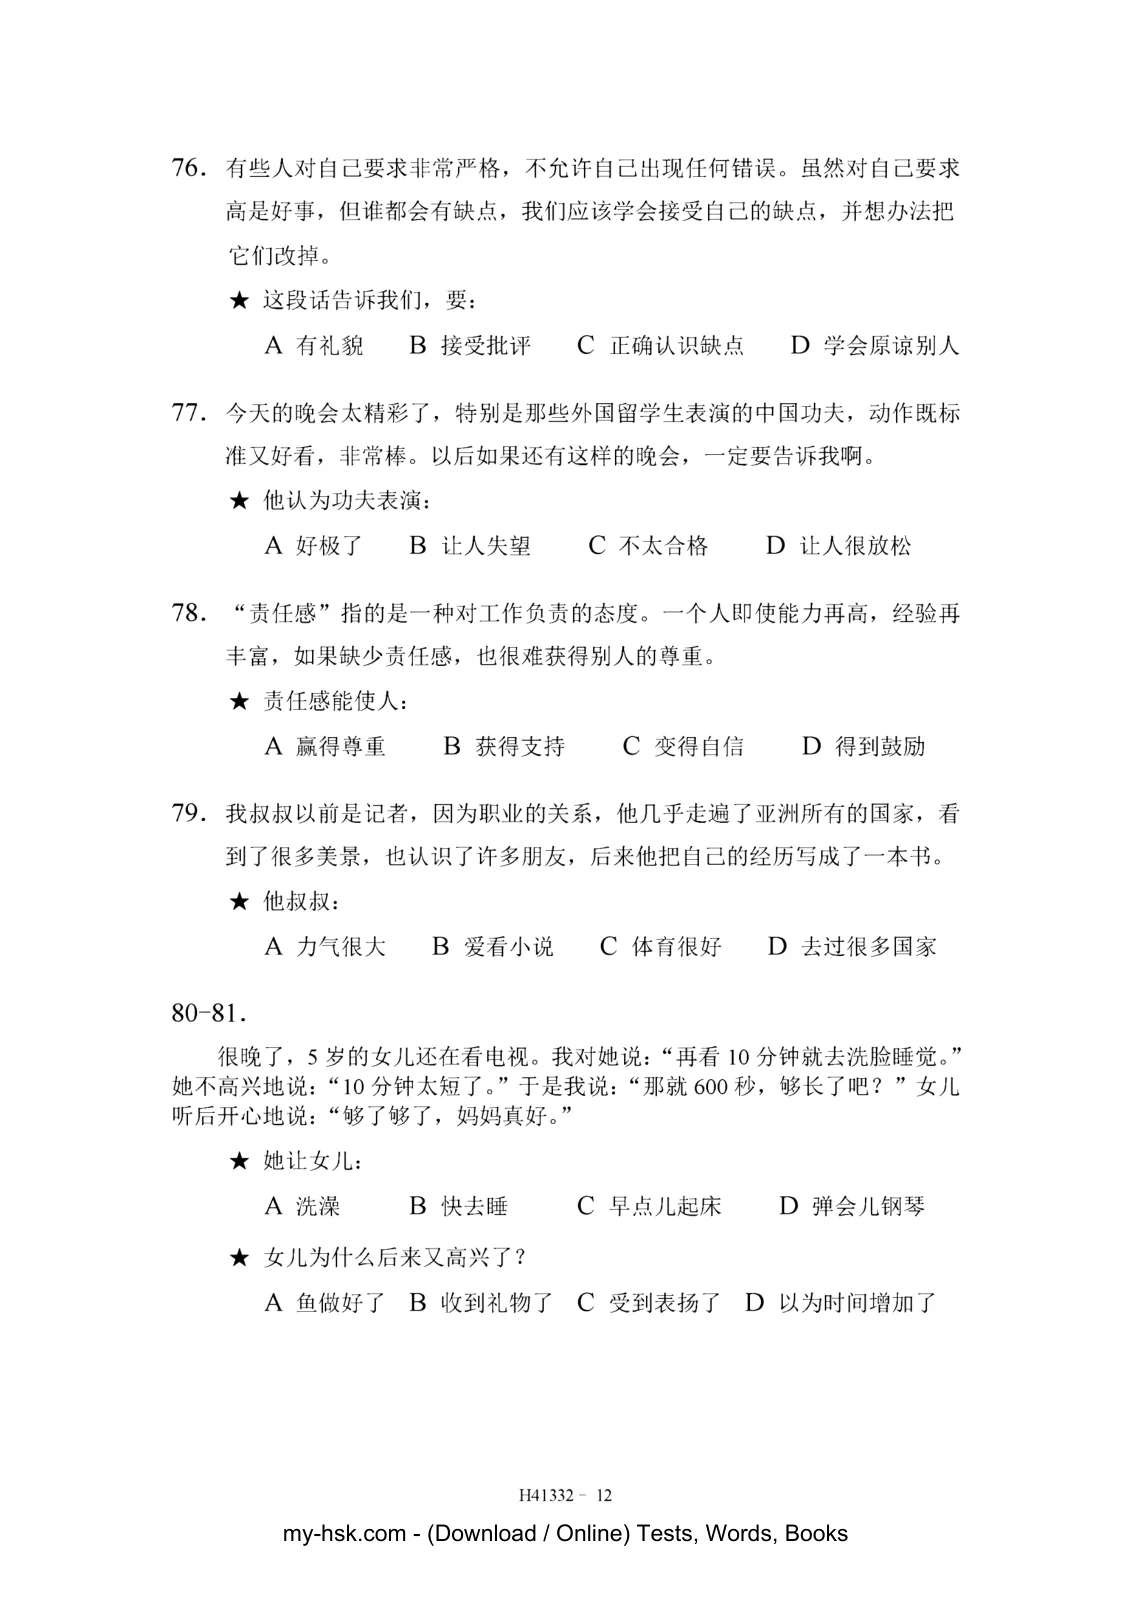 76. 有些人对自己要求非常严格，不允许自己出现任何错误。虽然对自己要求
高是好事，但谁都会有缺点，我们应该学会接受自己的缺点，并想办法把
它们改掉。
★ 这段话告诉我们，要：
A 有礼貌 B 接受批评 C 正确认识缺点 D 学会原谅别人
77. 今天的晚会太精彩了，特别是那些外国留学生表演的中国功夫，动作既标
准又好看，非常棒。以后如果还有这样的晚会，一定要告诉我啊。
★ 他认为功夫表演：
A 好极了 B 让人失望 C 不太合格 D 让人很放松
78. “责任感”指的是一种对工作负责的态度。一个人即使能力再高，经验再
丰富，如果缺少责任感，也很难获得别人的尊重。
★ 责任感能使人：
A 赢得尊重 B 获得支持 C 变得自信 D 得到鼓励
79. 我叔叔以前是记者，因为职业的关系，他几乎走遍了亚洲所有的国家，看
到了很多美景，也认识了许多朋友，后来他把自己的经历写成了一本书。
★ 他叔叔：
A 力气很大 B 爱看小说 C 体育很好 D 去过很多国家
80-81.
很晚了，5 岁的女儿还在看电视。我对她说：“再看 10 分钟就去洗脸睡觉。”
她不高兴地说：“10 分钟太短了。”于是我说：“那就 600 秒，够长了吧？”女儿
听后开心地说：“够了够了，妈妈真好。”
★ 她让女儿：
A 洗澡 B 快去睡 C 早点儿起床 D 弹会儿钢琴
★ 女儿为什么后来又高兴了？
A 鱼做好了 B 收到礼物了 C 受到表扬了 D 以为时间增加了
H41332 - 12
my-hsk.com - (Download / Online) Tests, Words, Books